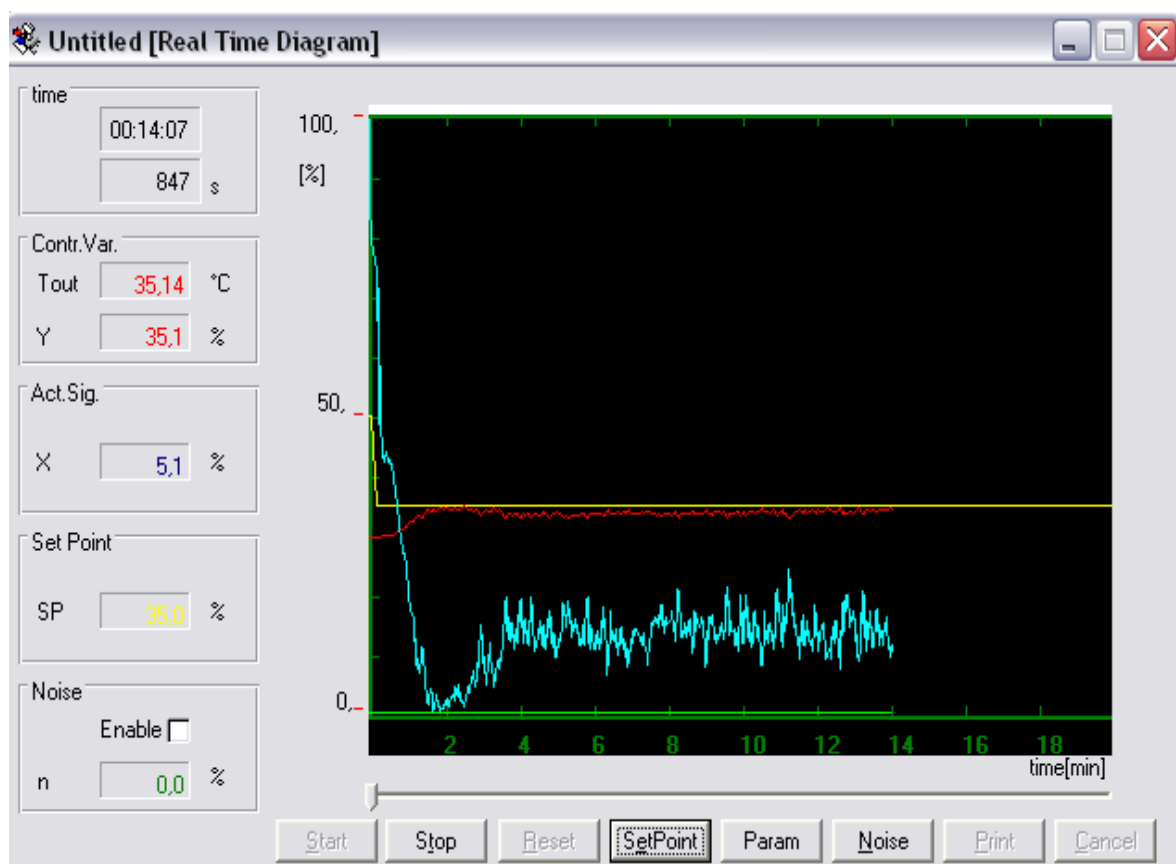 Untitled [Real Time Diagram]
time
00:14:07
847 s
Contr.Var.
Tout 35,14 °C
Y 35,1 %
Act.Sig.
X 5,1 %
Set Point
SP 35,0 %
Noise
Enable
n 0,0 %
100,
[%]
50,
0,
2 4 6 8 10 12 14 16 18
time[min]
Start Stop Reset SetPoint Param Noise Print Cancel